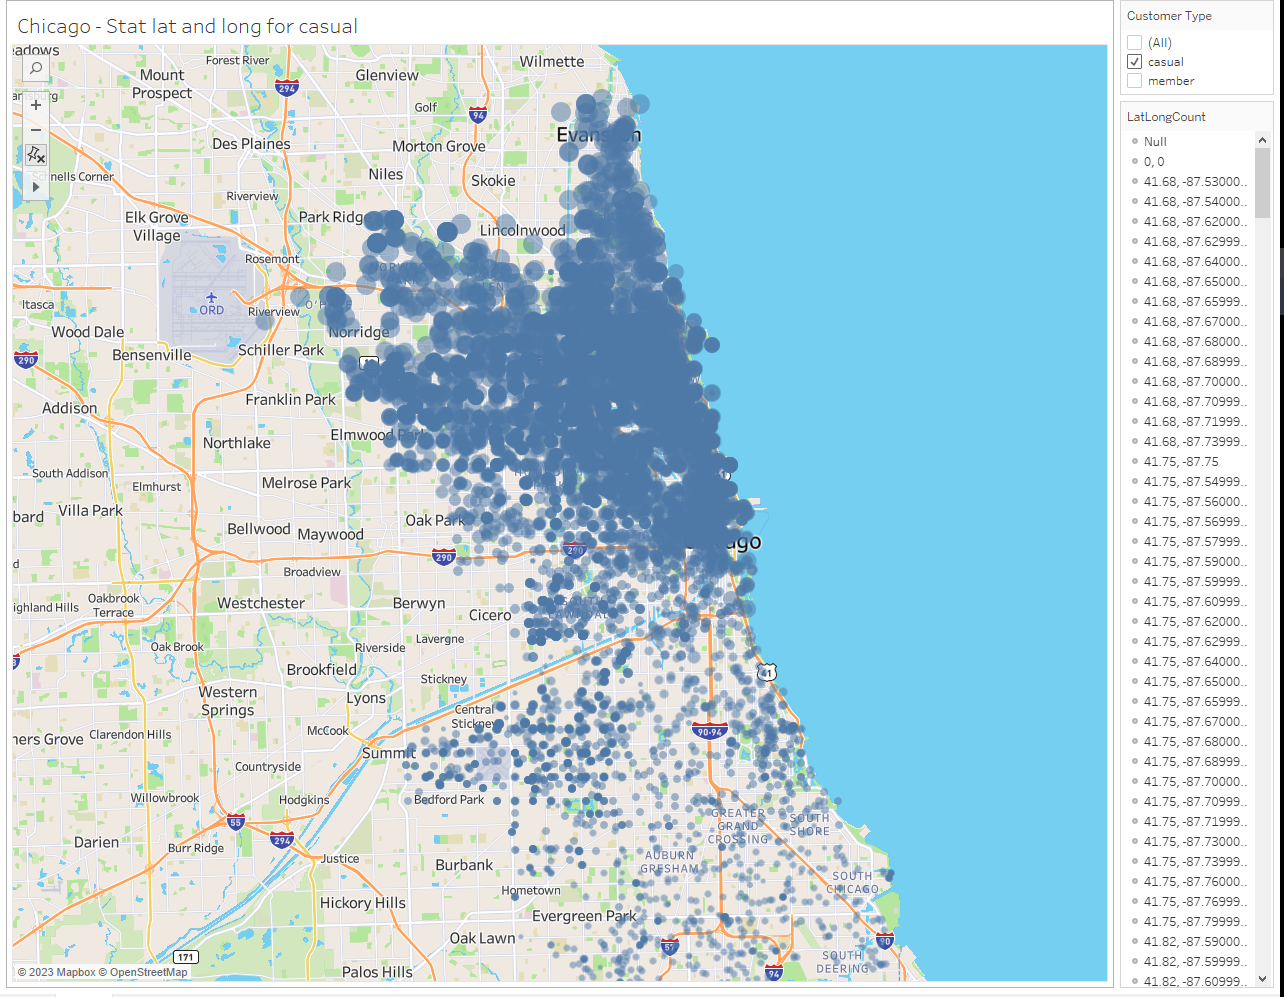 Chicago - Stat lat and long for casual
Customer Type
(All)
casual
member
LatLongCount
Null
0, 0
41.68, -87.53000..
41.68, -87.54000..
41.68, -87.62000..
41.68, -87.62999..
41.68, -87.64000..
41.68, -87.65000..
41.68, -87.65999..
41.68, -87.67000..
41.68, -87.68000..
41.68, -87.68999..
41.68, -87.70000..
41.68, -87.70999..
41.68, -87.71999..
41.68, -87.73999..
41.75, -87.75
41.75, -87.54999..
41.75, -87.56000..
41.75, -87.56999..
41.75, -87.57999..
41.75, -87.59000..
41.75, -87.59999..
41.75, -87.60999..
41.75, -87.62000..
41.75, -87.62999..
41.75, -87.64000..
41.75, -87.65000..
41.75, -87.65999..
41.75, -87.67000..
41.75, -87.68000..
41.75, -87.68999..
41.75, -87.70000..
41.75, -87.70999..
41.75, -87.71999..
41.75, -87.73000..
41.75, -87.73999..
41.75, -87.76000..
41.75, -87.76999..
41.75, -87.79999..
41.82, -87.59000..
41.82, -87.59999..
41.82, -87.60999..
adows
Forest River
Wilmette
Mount
Prospect
Glenview
294
Golf
94
Des Plaines
Morton Grove
Niles
Skokie
hnells Corner
Riverview
Elk Grove
Village
Park Ridg
Lincolnwood
Rosemont
ORD
Itasca
Riverview
Wood Dale
Norridge
Bensenville
Schiller Park
290
Addison
Franklin Park
Northlake
Elmwood Park
South Addison
Elmhurst
Melrose Park
bard
Villa Park
Oak Park
Bellwood
Maywood
ago
290
290
d
Broadview
ighland Hills
Oakbrook
Terrace
Westchester
Berwyn
Cicero
Oak Brook
Riverside
Lavergne
Brookfield
Stickney
41
Western
Springs
Lyons
Central
Stickney
McCook
90-94
ners Grove
Clarendon Hills
Summit
Countryside
Willowbrook
Hodgkins
Bedford Park
55
294
GREATER
GRAND
CROSSING
SOUTH
SHORE
Darien
Burr Ridge
Justice
Burbank
AUBURN
GRESHAM
SOUTH
CHICAGO
Hometown
Hickory Hills
Evergreen Park
Oak Lawn
57
90
171
SOUTH
DEERING
94
Palos Hills
© 2023 Mapbox © OpenStreetMap